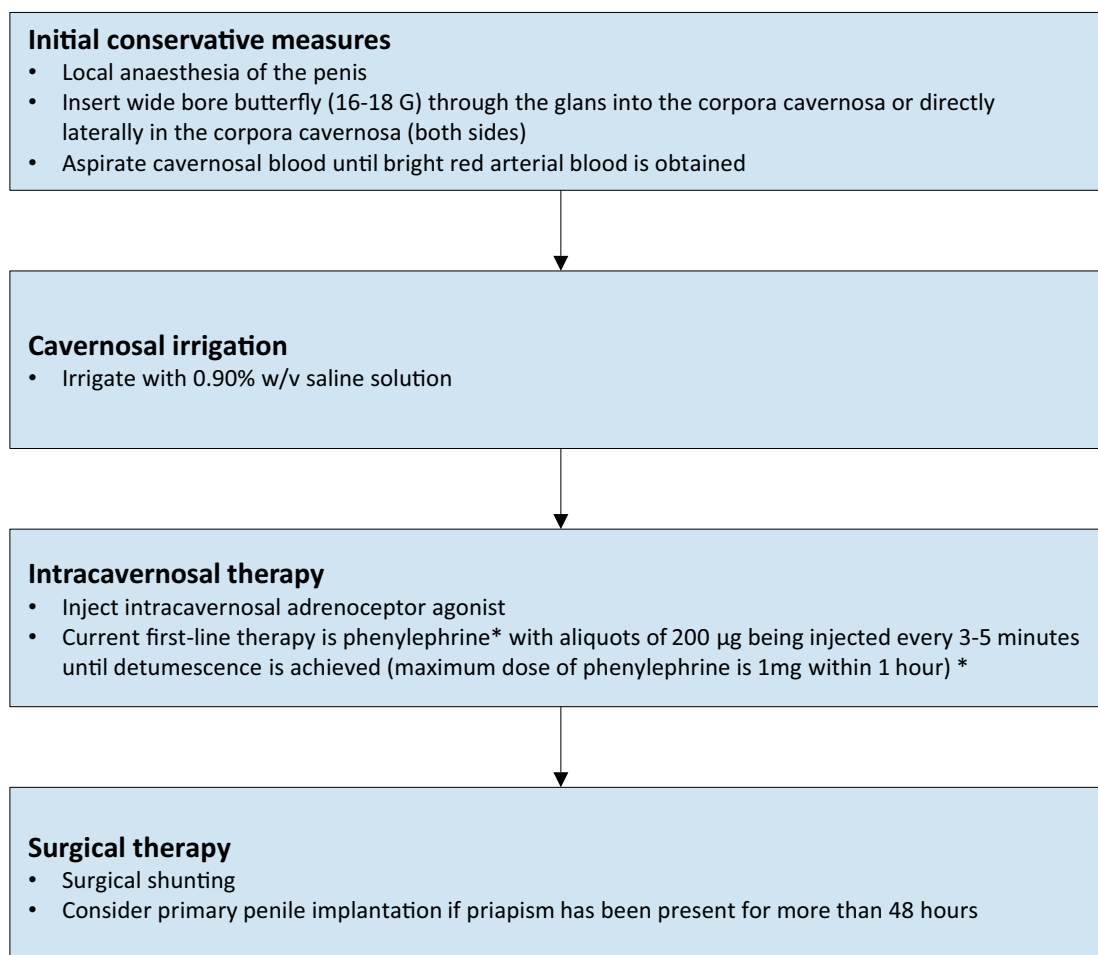 Initial conservative measures
• Local anaesthesia of the penis
• Insert wide bore butterfly (16-18 G) through the glans into the corpora cavernosa or directly
laterally in the corpora cavernosa (both sides)
• Aspirate cavernosal blood until bright red arterial blood is obtained
Cavernosal irrigation
• Irrigate with 0.90% w/v saline solution
Intracavernosal therapy
• Inject intracavernosal adrenoceptor agonist
• Current first-line therapy is phenylephrine* with aliquots of 200 µg being injected every 3-5 minutes
until detumescence is achieved (maximum dose of phenylephrine is 1mg within 1 hour) *
Surgical therapy
• Surgical shunting
• Consider primary penile implantation if priapism has been present for more than 48 hours